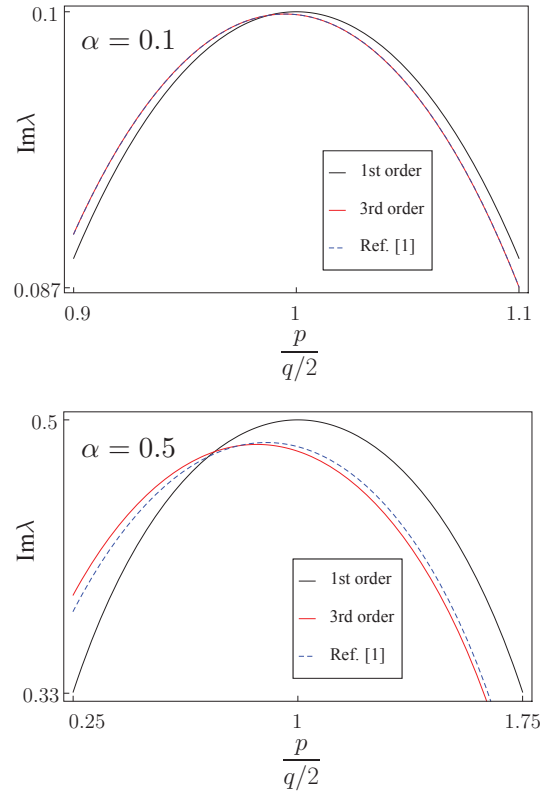 0.1
α = 0.1
Imλ
1st order
3rd order
Ref. [1]
0.087
0.9
1
1.1
p
q/2
0.5
α = 0.5
Imλ
1st order
3rd order
Ref. [1]
0.33
0.25
1
1.75
p
q/2